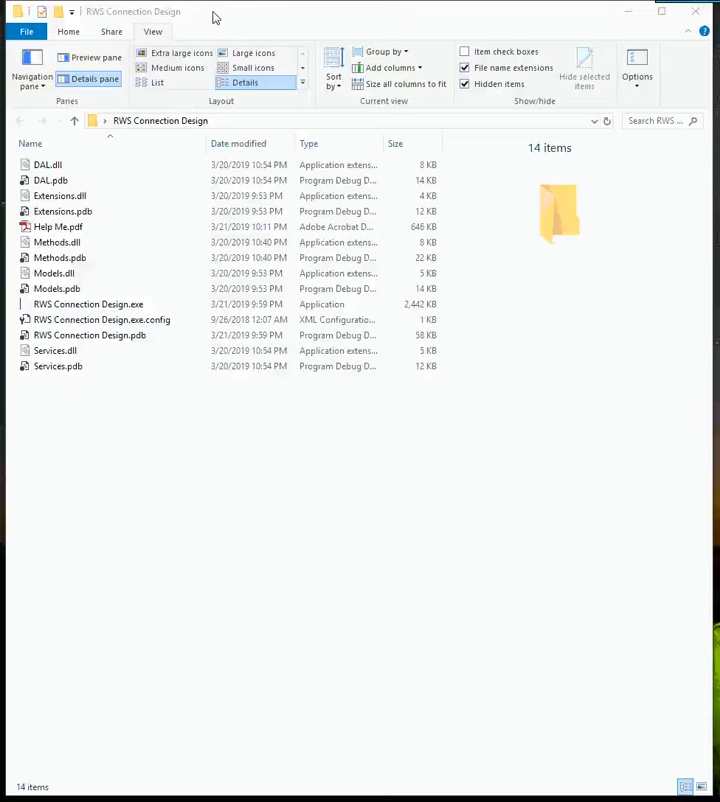 RWS Connection Design
File Home Share View
Navigation pane
Preview pane
Details pane
Panes
Extra large icons Large icons
Medium icons Small icons
List Details
Layout
Sort by
Group by
Add columns
Size all columns to fit
Current view
Item check boxes
File name extensions
Hidden items
Hide selected items
Show/hide
Options
RWS Connection Design
Search RWS ...
Name Date modified Type Size
DAL.dll 3/20/2019 10:54 PM Application extens... 8 KB
DAL.pdb 3/20/2019 10:54 PM Program Debug D... 14 KB
Extensions.dll 3/20/2019 9:53 PM Application extens... 4 KB
Extensions.pdb 3/20/2019 9:53 PM Program Debug D... 12 KB
Help Me.pdf 3/21/2019 10:11 PM Adobe Acrobat D... 646 KB
Methods.dll 3/20/2019 10:40 PM Application extens... 8 KB
Methods.pdb 3/20/2019 10:40 PM Program Debug D... 22 KB
Models.dll 3/20/2019 9:53 PM Application extens... 5 KB
Models.pdb 3/20/2019 9:53 PM Program Debug D... 14 KB
RWS Connection Design.exe 3/21/2019 9:59 PM Application 2,442 KB
RWS Connection Design.exe.config 9/26/2018 12:07 AM XML Configuratio... 1 KB
RWS Connection Design.pdb 3/21/2019 9:59 PM Program Debug D... 58 KB
Services.dll 3/20/2019 10:54 PM Application extens... 5 KB
Services.pdb 3/20/2019 10:54 PM Program Debug D... 12 KB
14 items
14 items